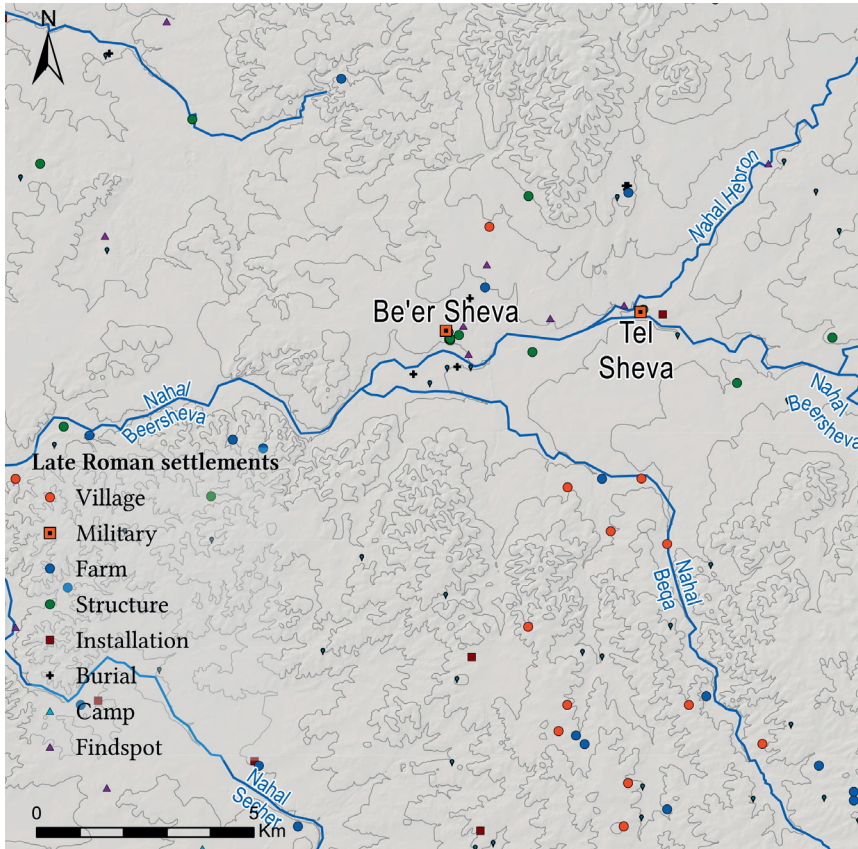 N
Nahal Hebron
Be'er Sheva
Tel
Sheva
Nahal
Beersheva
Nahal
Beersheva
Late Roman settlements
Village
Military
Farm
Structure
Installation
Burial
Camp
Findspot
Nahal
Beqa
Nahal
Secher
0 5
Km